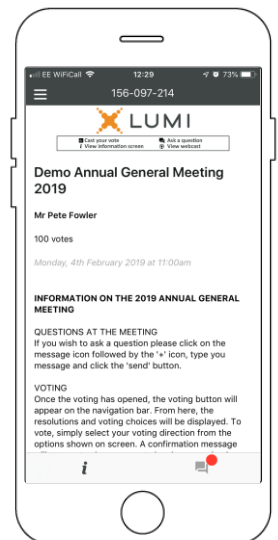 EE WiFiCall 12:29 73%
156-097-214
LUMI
Cast your vote Ask a question
i View information screen View webcast
Demo Annual General Meeting
2019
Mr Pete Fowler
100 votes
Monday, 4th February 2019 at 11:00am
INFORMATION ON THE 2019 ANNUAL GENERAL
MEETING
QUESTIONS AT THE MEETING
If you wish to ask a question please click on the
message icon followed by the '+' icon, type you
message and click the 'send' button.
VOTING
Once the voting has opened, the voting button will
appear on the navigation bar. From here, the
resolutions and voting choices will be displayed. To
vote, simply select your voting direction from the
options shown on screen. A confirmation message
i